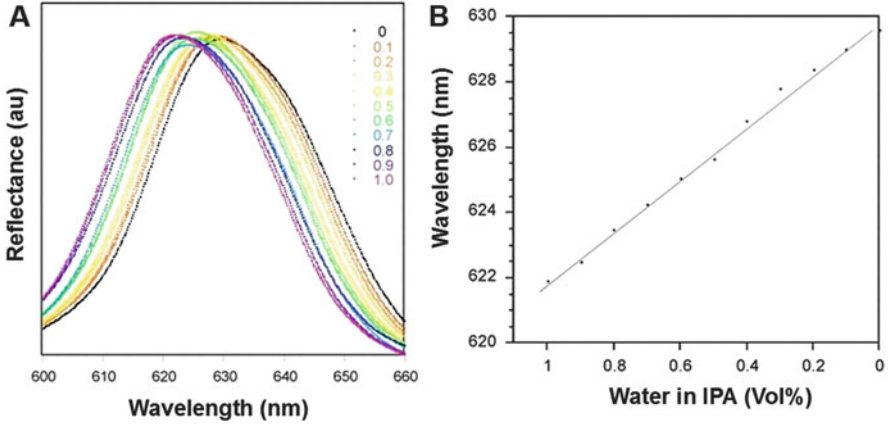 A
Reflectance (au)
0
0.1
0.2
0.3
0.4
0.5
0.6
0.7
0.8
0.9
1.0
600 610 620 630 640 650 660
Wavelength (nm)
B
Wavelength (nm)
630
628
626
624
622
620
1 0.8 0.6 0.4 0.2 0
Water in IPA (Vol%)